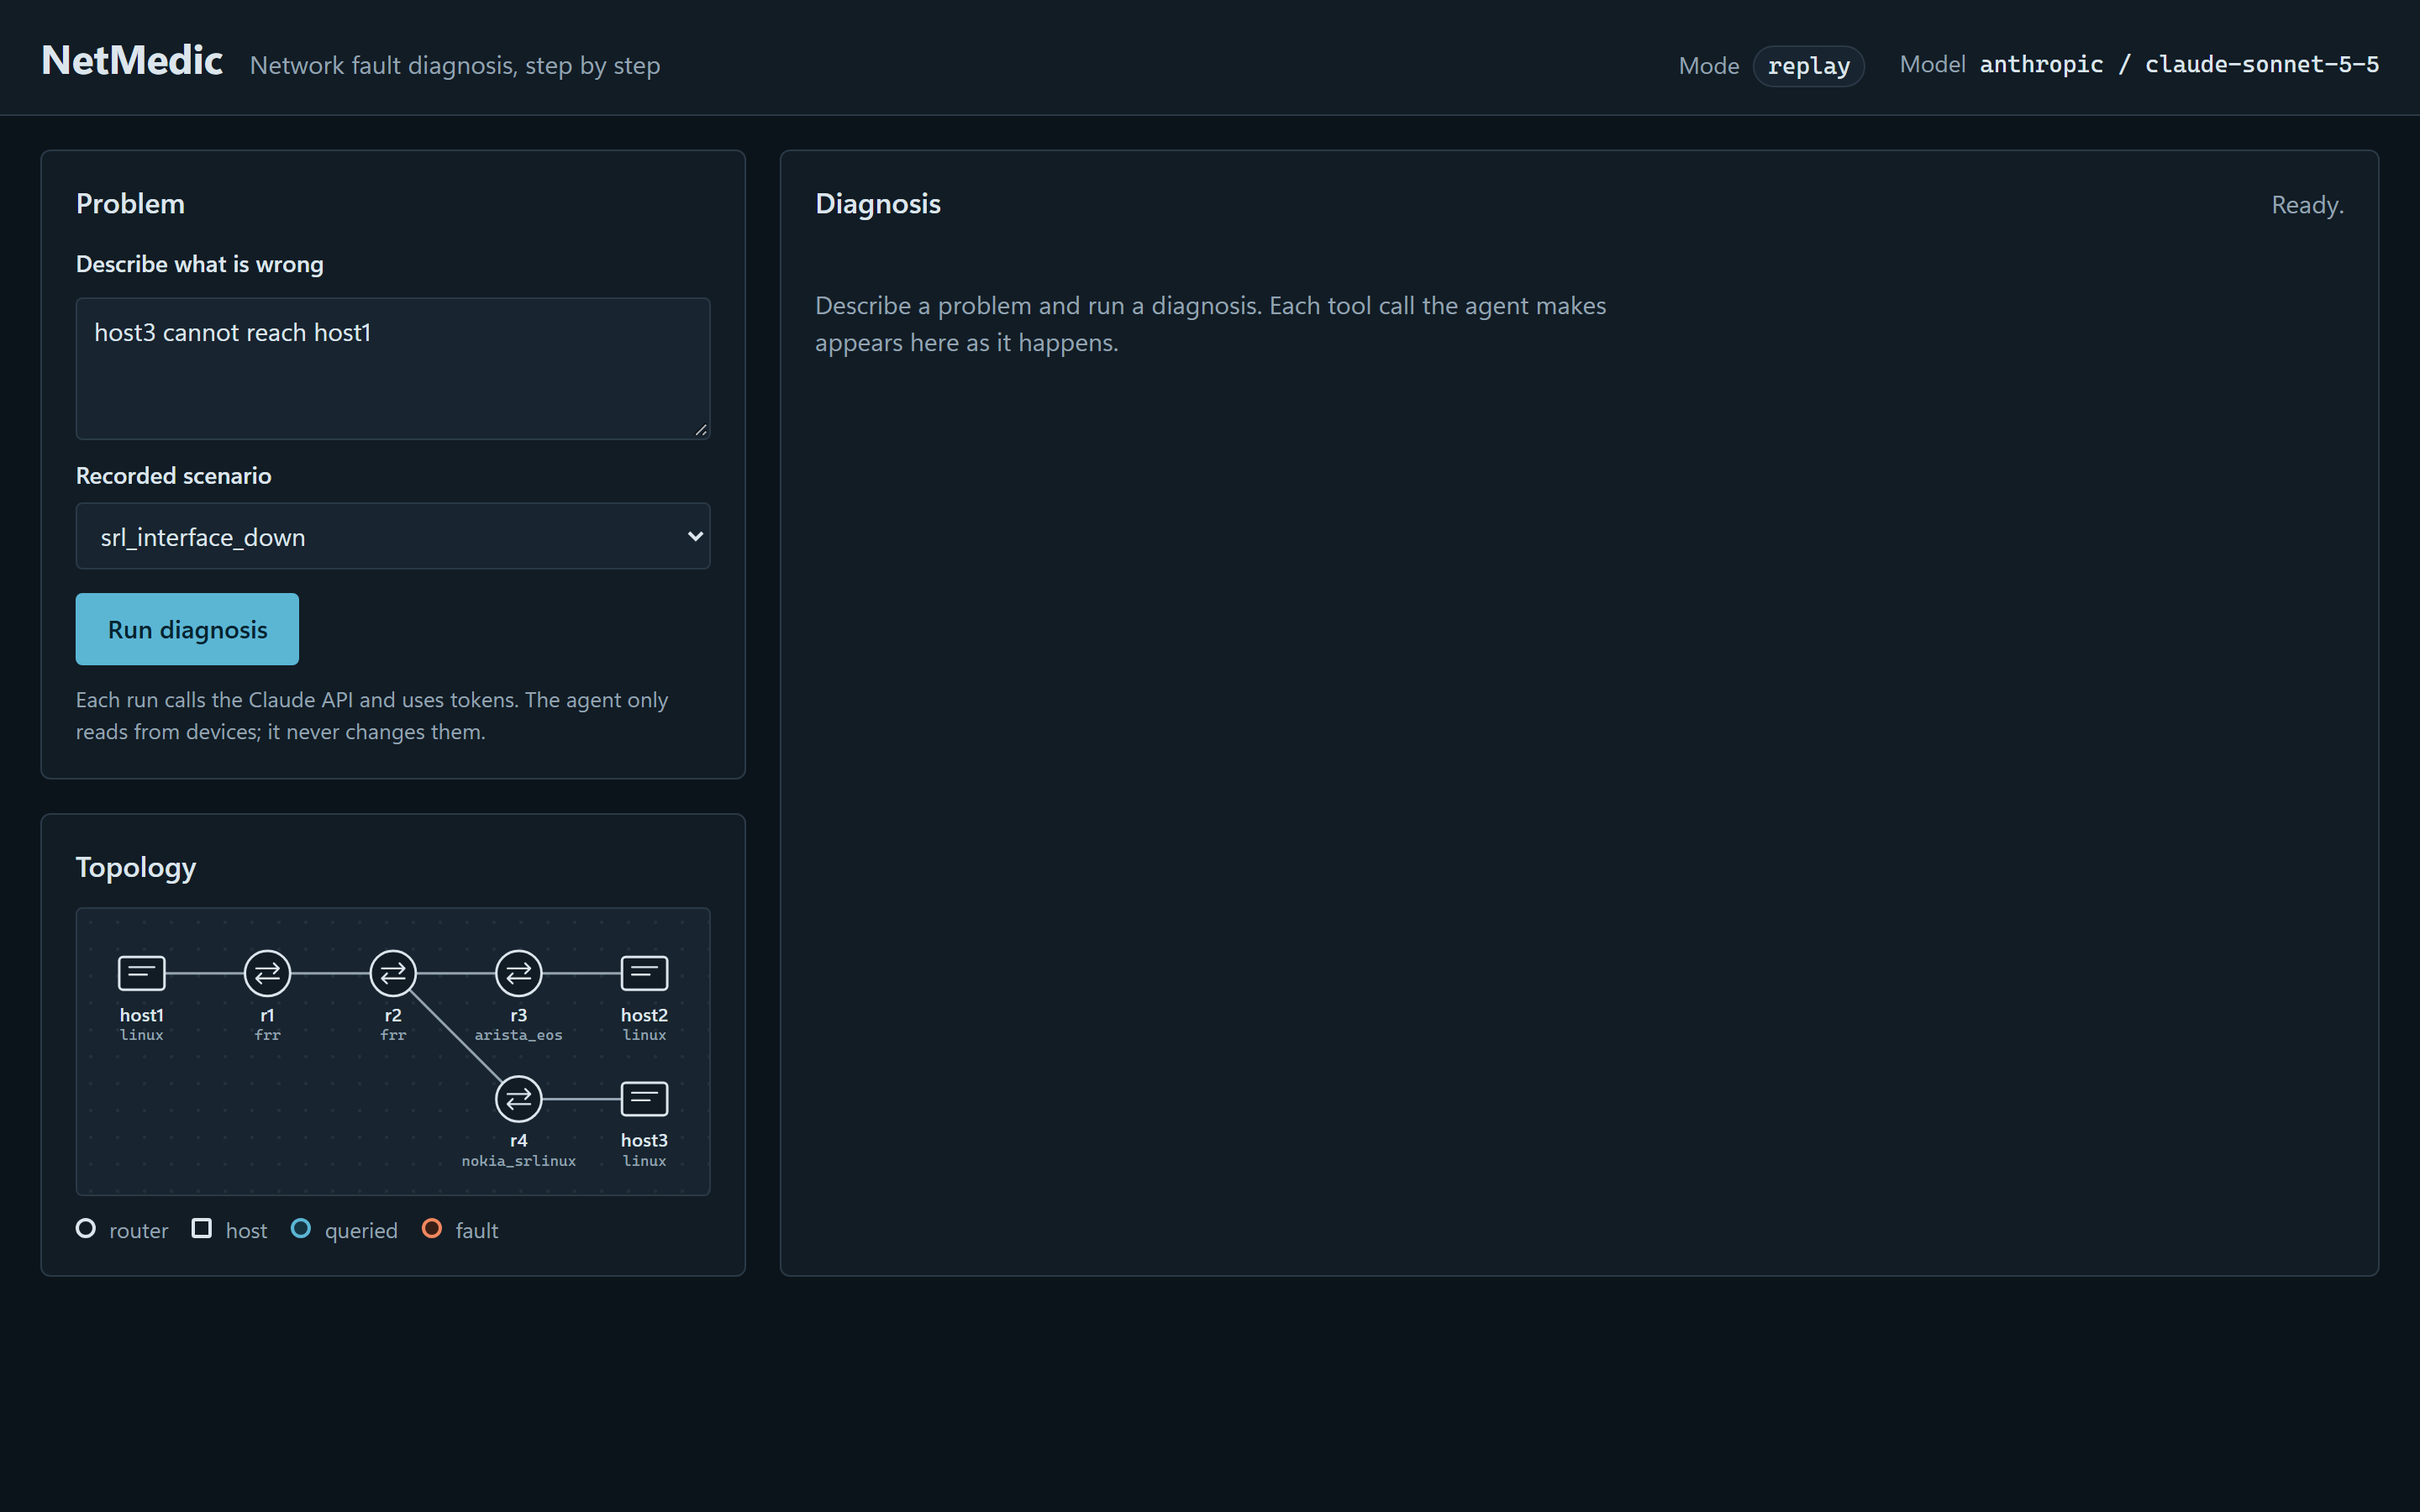 NetMedic
Network fault diagnosis, step by step
Mode replay
Model anthropic / claude-sonnet-5-5
Problem
Describe what is wrong
host3 cannot reach host1
Recorded scenario
srl_interface_down
Run diagnosis
Each run calls the Claude API and uses tokens. The agent only
reads from devices; it never changes them.
Topology
host1 r1 r2 r3 host2
linux frr frr arista_eos linux
r4 host3
nokia_srlinux linux
router host queried fault
Diagnosis
Ready.
Describe a problem and run a diagnosis. Each tool call the agent makes
appears here as it happens.